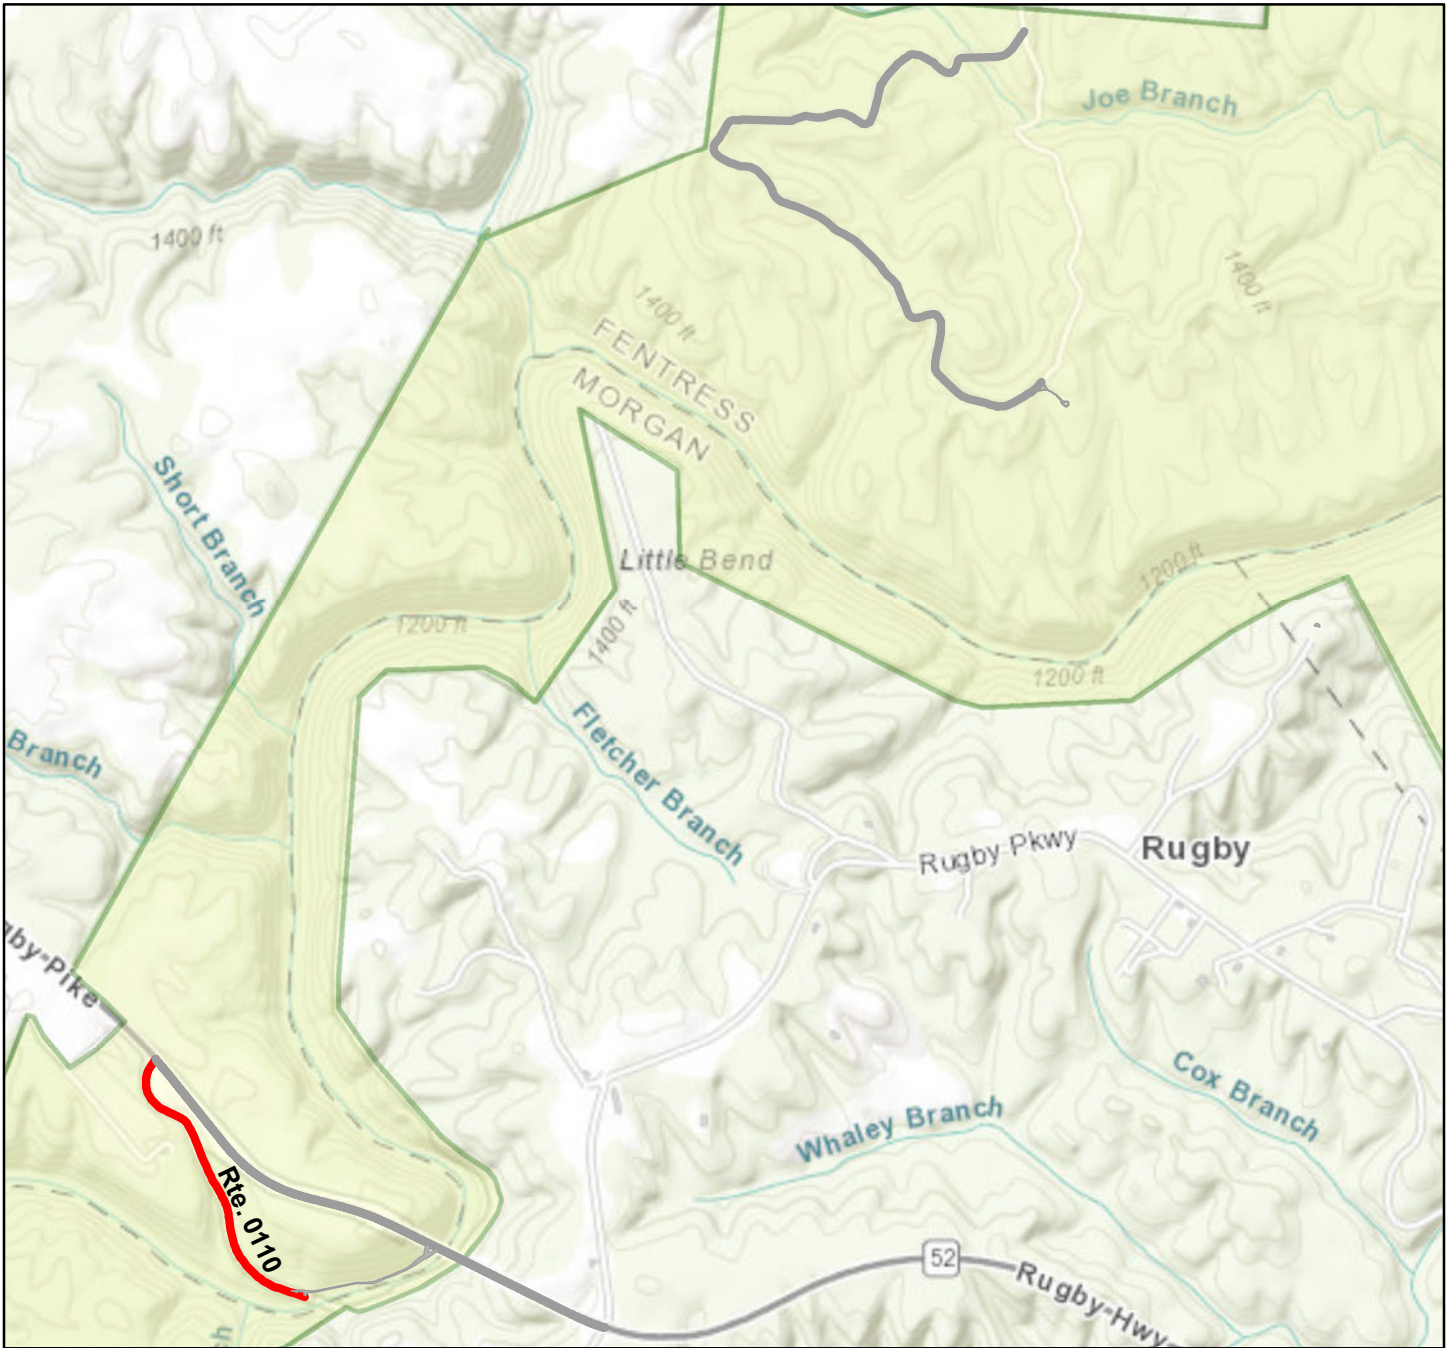 Joe Branch
1400 ft
1400 ft
1400 ft
FENTRESS
MORGAN
Short Branch
Little Bend
1200 ft
1200 ft
1400 ft
1200 ft
Fletcher Branch
Branch
Rugby Pkwy
Rugby
gby-Pike
Cox Branch
Whaley Branch
Rte. 0110
52
Rugby-Hwy
h